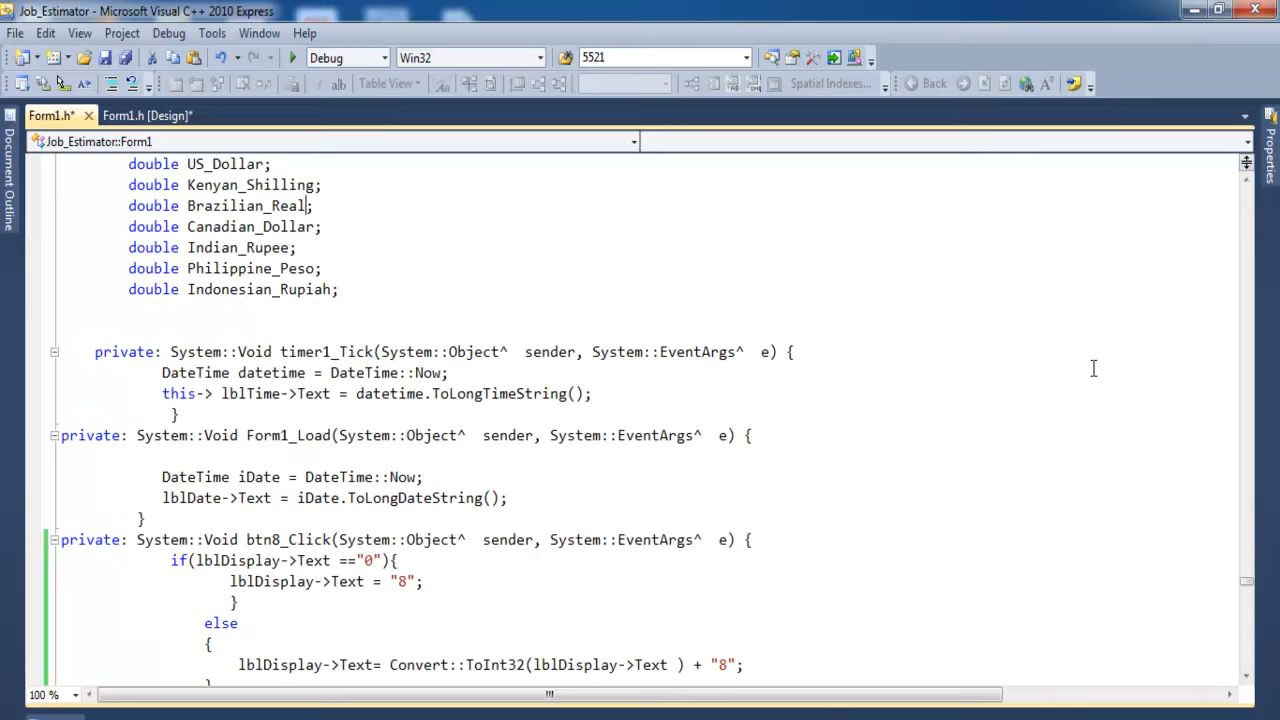 Job_Estimator - Microsoft Visual C++ 2010 Express
File Edit View Project Debug Tools Window Help
Debug Win32 5521
Table View Spatial Indexes... Back
Form1.h* Form1.h [Design]*
Job_Estimator::Form1
Document Outline
Properties
double US_Dollar;
double Kenyan_Shilling;
double Brazilian_Real;
double Canadian_Dollar;
double Indian_Rupee;
double Philippine_Peso;
double Indonesian_Rupiah;
private: System::Void timer1_Tick(System::Object^  sender, System::EventArgs^  e) {
DateTime datetime = DateTime::Now;
this-> lblTime->Text = datetime.ToLongTimeString();
}
private: System::Void Form1_Load(System::Object^  sender, System::EventArgs^  e) {
DateTime iDate = DateTime::Now;
lblDate->Text = iDate.ToLongDateString();
}
private: System::Void btn8_Click(System::Object^  sender, System::EventArgs^  e) {
if(lblDisplay->Text =="0"){
lblDisplay->Text = "8";
}
else
{
lblDisplay->Text= Convert::ToInt32(lblDisplay->Text ) + "8";
100 %